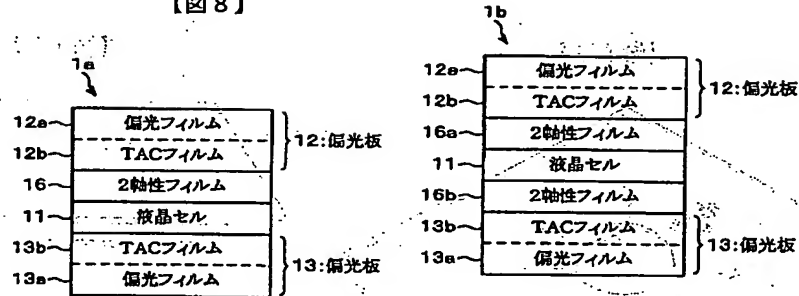 【図8】
1a
12a 偏光フィルム
12b TACフィルム
12:偏光板
16 2軸性フィルム
11 液晶セル
13b TACフィルム
13a 偏光フィルム
13:偏光板
1b
12a 偏光フィルム
12b TACフィルム
12:偏光板
16a 2軸性フィルム
11 液晶セル
16b 2軸性フィルム
13b TACフィルム
13a 偏光フィルム
13:偏光板